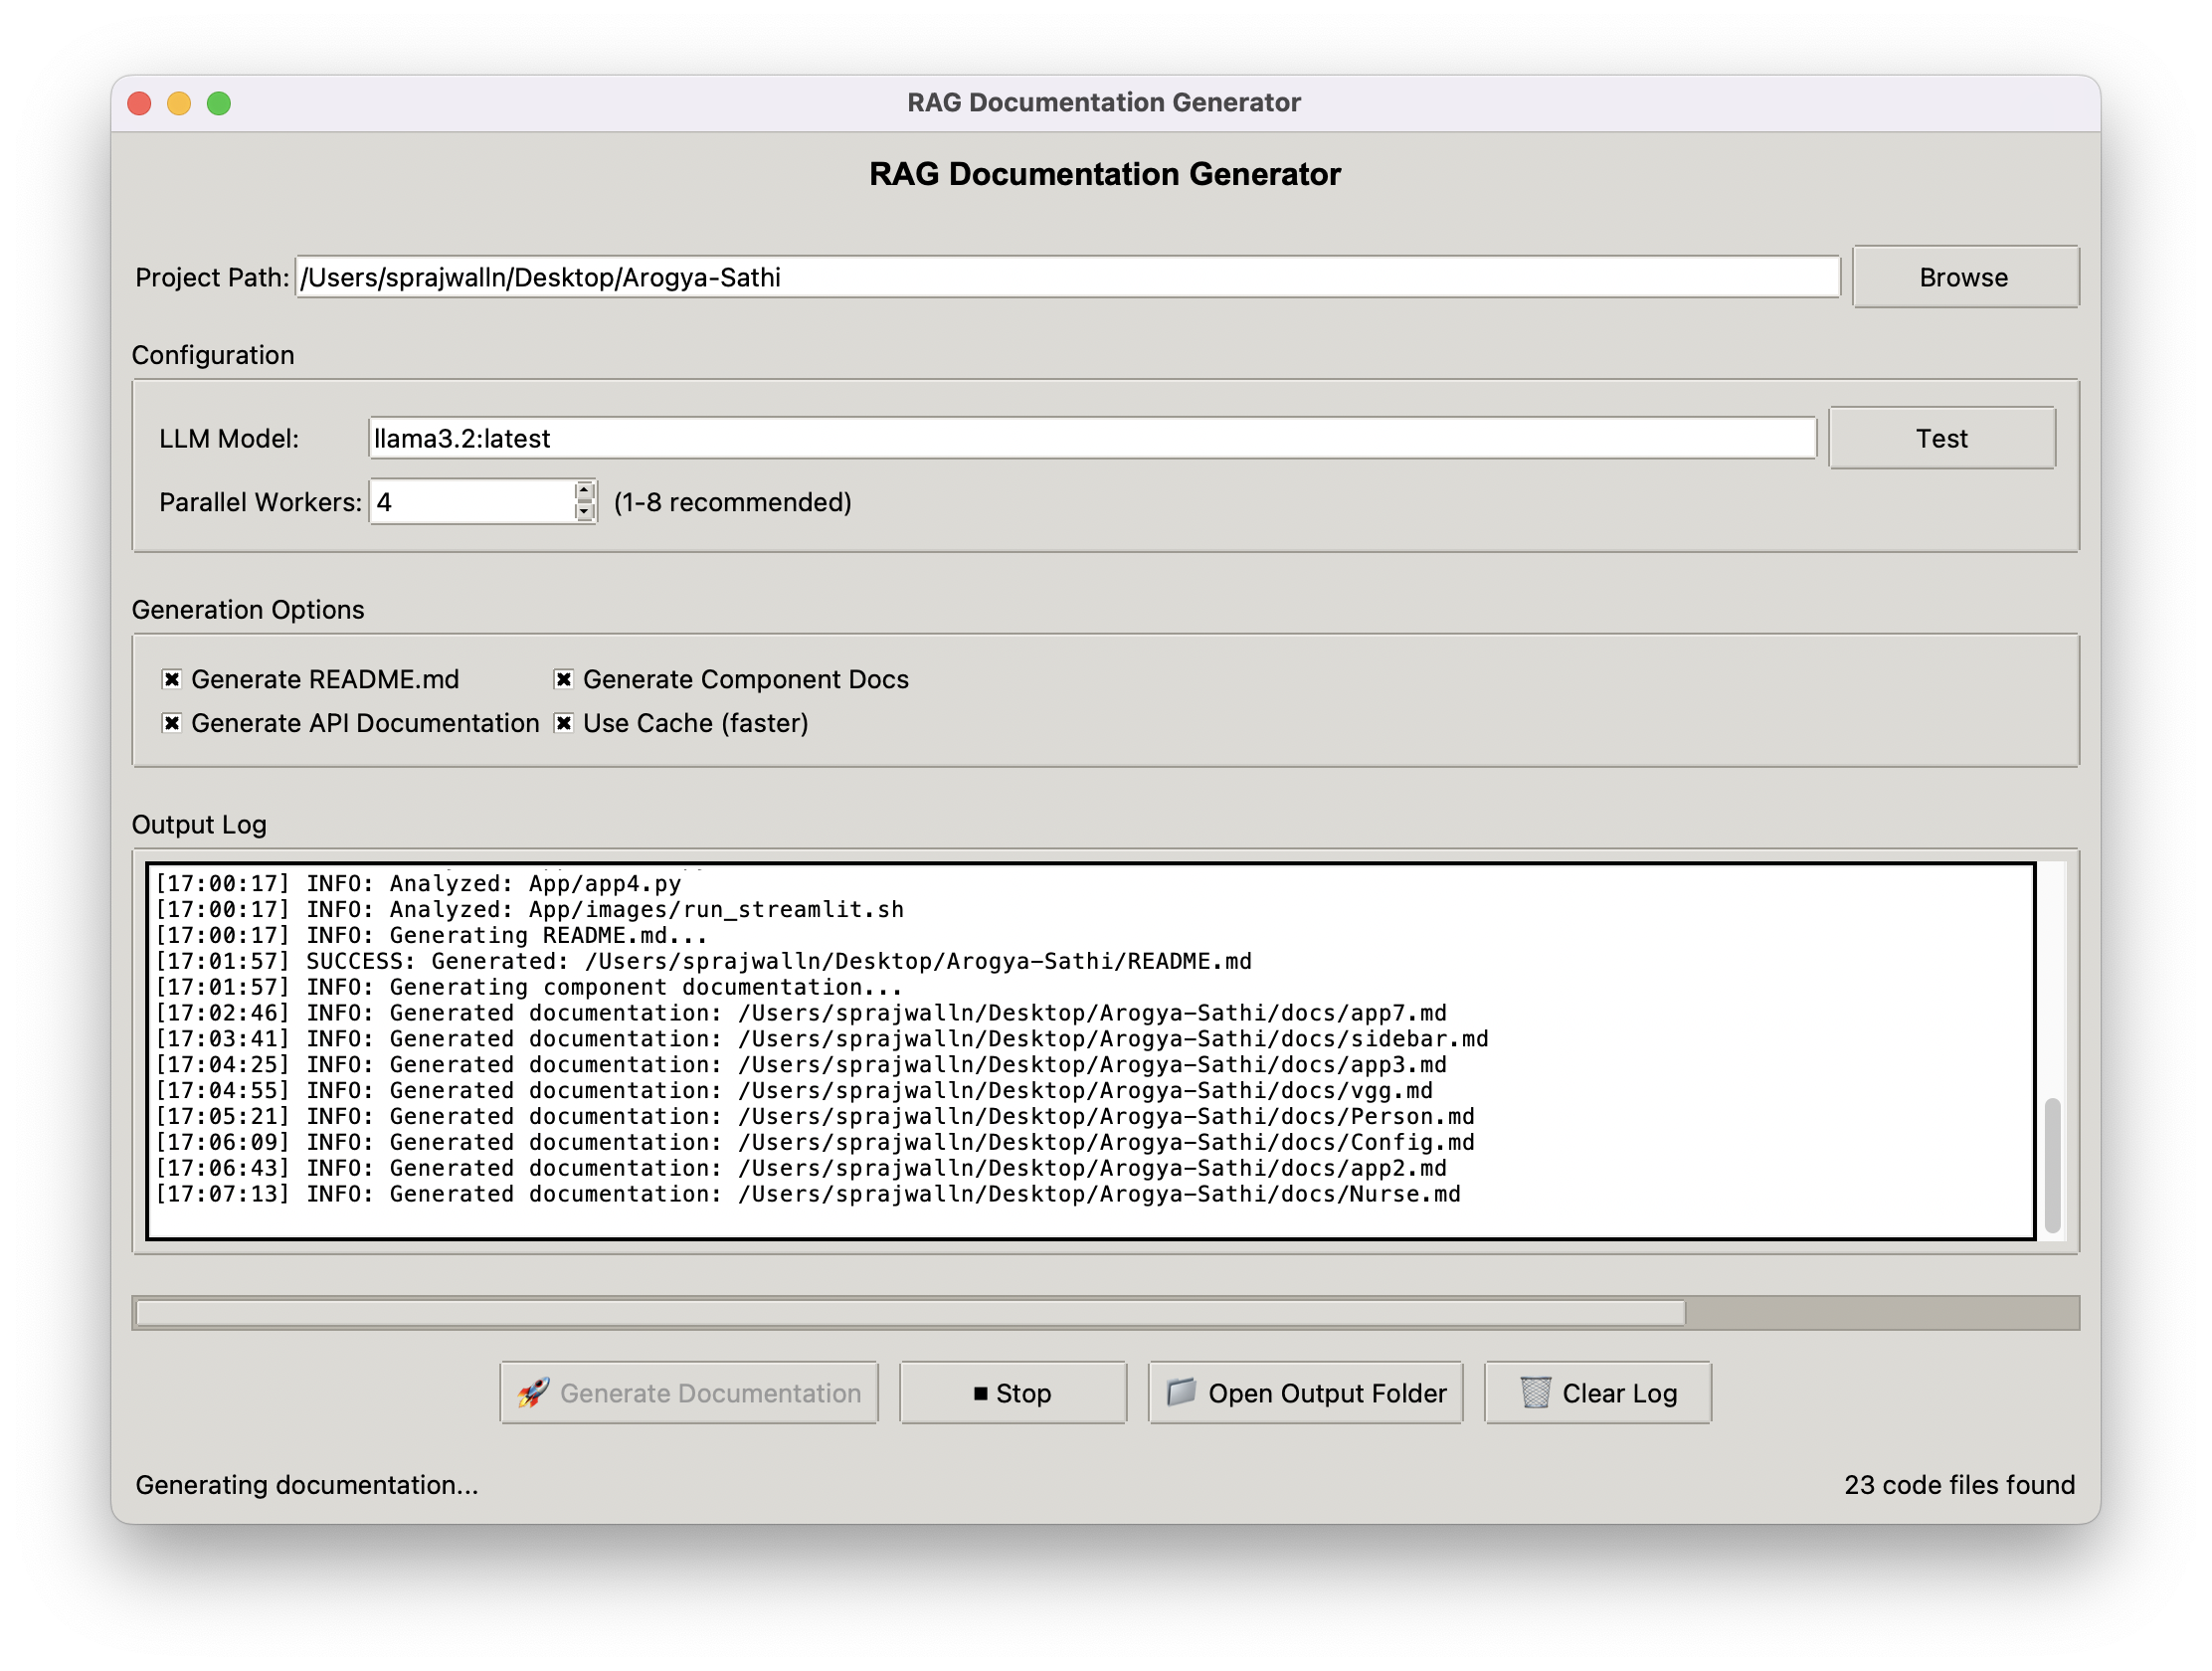 RAG Documentation Generator
RAG Documentation Generator
Project Path: /Users/sprajwalln/Desktop/Arogya-Sathi Browse
Configuration
LLM Model: llama3.2:latest Test
Parallel Workers: 4 (1-8 recommended)
Generation Options
Generate README.md Generate Component Docs
Generate API Documentation Use Cache (faster)
Output Log
[17:00:17] INFO: Analyzed: App/app4.py
[17:00:17] INFO: Analyzed: App/images/run_streamlit.sh
[17:00:17] INFO: Generating README.md...
[17:01:57] SUCCESS: Generated: /Users/sprajwalln/Desktop/Arogya-Sathi/README.md
[17:01:57] INFO: Generating component documentation...
[17:02:46] INFO: Generated documentation: /Users/sprajwalln/Desktop/Arogya-Sathi/docs/app7.md
[17:03:41] INFO: Generated documentation: /Users/sprajwalln/Desktop/Arogya-Sathi/docs/sidebar.md
[17:04:25] INFO: Generated documentation: /Users/sprajwalln/Desktop/Arogya-Sathi/docs/app3.md
[17:04:55] INFO: Generated documentation: /Users/sprajwalln/Desktop/Arogya-Sathi/docs/vgg.md
[17:05:21] INFO: Generated documentation: /Users/sprajwalln/Desktop/Arogya-Sathi/docs/Person.md
[17:06:09] INFO: Generated documentation: /Users/sprajwalln/Desktop/Arogya-Sathi/docs/Config.md
[17:06:43] INFO: Generated documentation: /Users/sprajwalln/Desktop/Arogya-Sathi/docs/app2.md
[17:07:13] INFO: Generated documentation: /Users/sprajwalln/Desktop/Arogya-Sathi/docs/Nurse.md
Generate Documentation Stop Open Output Folder Clear Log
Generating documentation... 23 code files found